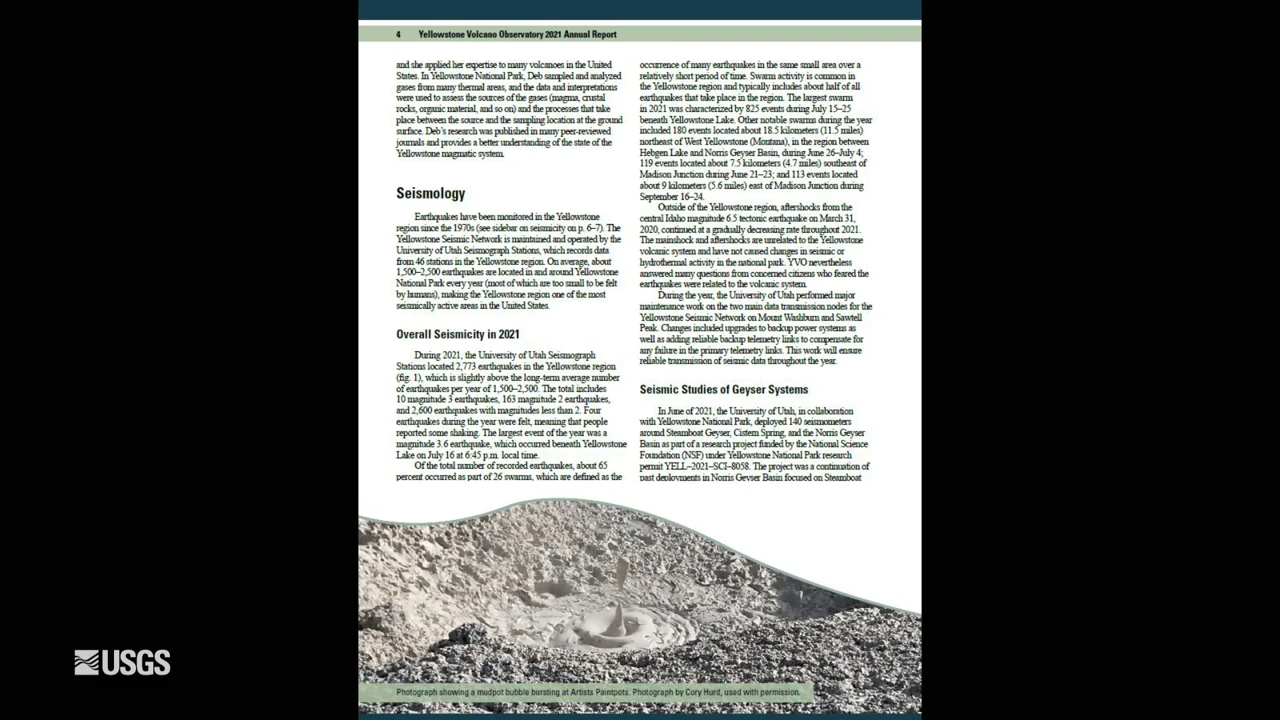 4 Yellowstone Volcano Observatory 2021 Annual Report
and she applied her expertise to many volcanoes in the United
States. In Yellowstone National Park, Deb sampled and analyzed
gases from many thermal areas, and the data and interpretations
were used to assess the sources of the gases (magma, crustal
rocks, organic material, and so on) and the processes that take
place between the source and the sampling location at the ground
surface. Deb's research was published in many peer-reviewed
journals and provides a better understanding of the state of the
Yellowstone magmatic system.
Seismology
Earthquakes have been monitored in the Yellowstone
region since the 1970s (see sidebar on seismicity on p. 6–7). The
Yellowstone Seismic Network is maintained and operated by the
University of Utah Seismograph Stations, which records data
from 46 stations in the Yellowstone region. On average, about
1,500–2,500 earthquakes are located in and around Yellowstone
National Park every year (most of which are too small to be felt
by humans), making the Yellowstone region one of the most
seismically active areas in the United States.
Overall Seismicity in 2021
During 2021, the University of Utah Seismograph
Stations located 2,773 earthquakes in the Yellowstone region
(fig. 1), which is slightly above the long-term average number
of earthquakes per year of 1,500–2,500. The total includes
10 magnitude 3 earthquakes, 163 magnitude 2 earthquakes,
and 2,600 earthquakes with magnitudes less than 2. Four
earthquakes during the year were felt, meaning that people
reported some shaking. The largest event of the year was a
magnitude 3.6 earthquake, which occurred beneath Yellowstone
Lake on July 16 at 6:45 p.m. local time.
Of the total number of recorded earthquakes, about 65
percent occurred as part of 26 swarms, which are defined as the
occurrence of many earthquakes in the same small area over a
relatively short period of time. Swarm activity is common in
the Yellowstone region and typically includes about half of all
earthquakes that take place in the region. The largest swarm
in 2021 was characterized by 825 events during July 15–25
beneath Yellowstone Lake. Other notable swarms during the year
included 180 events located about 18.5 kilometers (11.5 miles)
northeast of West Yellowstone (Montana), in the region between
Hebgen Lake and Norris Geyser Basin, during June 26–July 4;
119 events located about 7.5 kilometers (4.7 miles) southeast of
Madison Junction during June 21–23; and 113 events located
about 9 kilometers (5.6 miles) east of Madison Junction during
September 16–24.
Outside of the Yellowstone region, aftershocks from the
central Idaho magnitude 6.5 tectonic earthquake on March 31,
2020, continued at a gradually decreasing rate throughout 2021.
The mainshock and aftershocks are unrelated to the Yellowstone
volcanic system and have not caused changes in seismic or
hydrothermal activity in the national park. YVO nevertheless
answered many questions from concerned citizens who feared the
earthquakes were related to the volcanic system.
During the year, the University of Utah performed major
maintenance work on the two main data transmission nodes for the
Yellowstone Seismic Network on Mount Washburn and Sawtell
Peak. Changes included upgrades to backup power systems as
well as adding reliable backup telemetry links to compensate for
any failure in the primary telemetry links. This work will ensure
reliable transmission of seismic data throughout the year.
Seismic Studies of Geyser Systems
In June of 2021, the University of Utah, in collaboration
with Yellowstone National Park, deployed 140 seismometers
around Steamboat Geyser, Cistern Spring, and the Norris Geyser
Basin as part of a research project funded by the National Science
Foundation (NSF) under Yellowstone National Park research
permit YELL–2021–SCI–8058. The project was a continuation of
past deployments in Norris Geyser Basin focused on Steamboat
Photograph showing a mudpot bubble bursting at Artists Paintpots. Photograph by Cory Hurd, used with permission.
USGS